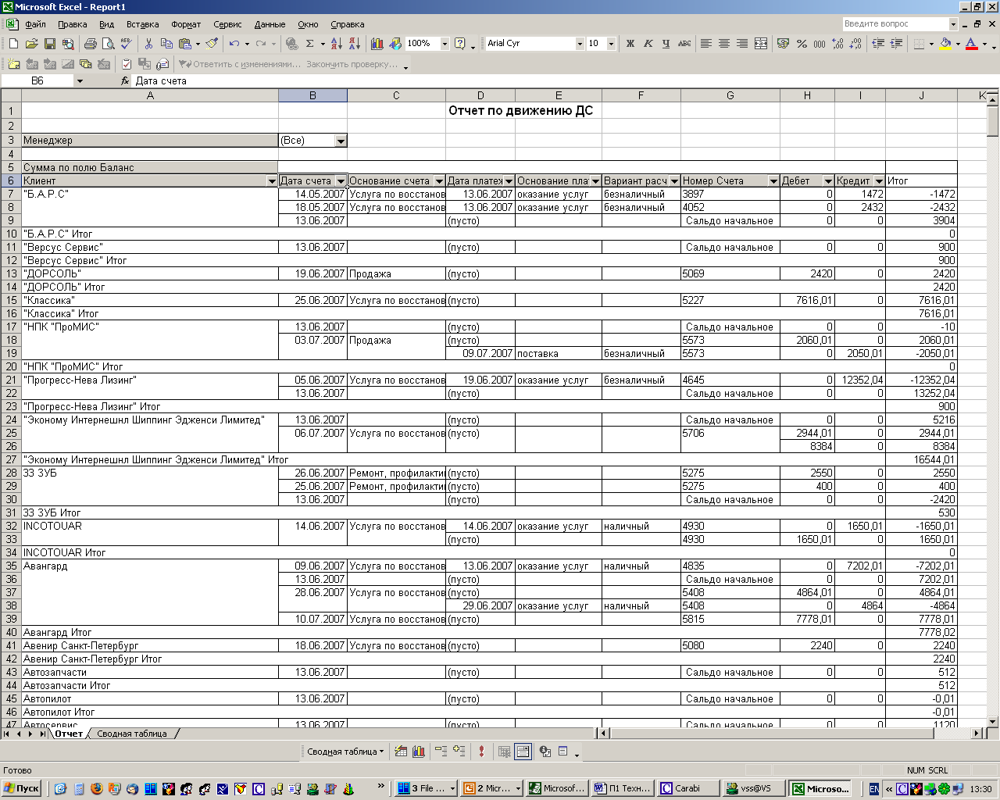 Microsoft Excel - Report1
Файл Правка Вид Вставка Формат Сервис Данные Окно Справка Введите вопрос
100% Arial Cyr 10 Ж К Ч ABC % 000
Ответить с изменениями... Закончить проверку...
B6 fx Дата счета
A B C D E F G H I J K
1 Отчет по движению ДС
2
3 Менеджер (Все)
4
5 Сумма по полю Баланс
6 Клиент Дата счета Основание счета Дата платеж Основание пла Вариант расч Номер Счета Дебет Кредит Итог
7 "Б.А.Р.С" 14.05.2007 Услуга по восстанов 13.06.2007 оказание услуг безналичный 3897 0 1472 -1472
8 18.05.2007 Услуга по восстанов 13.06.2007 оказание услуг безналичный 4052 0 2432 -2432
9 13.06.2007 (пусто) Сальдо начальное 0 0 3904
10 "Б.А.Р.С" Итог 0
11 "Версус Сервис" 13.06.2007 (пусто) Сальдо начальное 0 0 900
12 "Версус Сервис" Итог 900
13 "ДОРСОЛЬ" 19.06.2007 Продажа (пусто) 5069 2420 0 2420
14 "ДОРСОЛЬ" Итог 2420
15 "Классика" 25.06.2007 Услуга по восстанов (пусто) 5227 7616,01 0 7616,01
16 "Классика" Итог 7616,01
17 "НПК "ПроМИС" 13.06.2007 (пусто) Сальдо начальное 0 0 -10
18 03.07.2007 Продажа (пусто) 5573 2060,01 0 2060,01
19 09.07.2007 поставка безналичный 5573 0 2050,01 -2050,01
20 "НПК "ПроМИС" Итог 0
21 "Прогресс-Нева Лизинг" 05.06.2007 Услуга по восстанов 19.06.2007 оказание услуг безналичный 4645 0 12352,04 -12352,04
22 13.06.2007 (пусто) Сальдо начальное 0 0 13252,04
23 "Прогресс-Нева Лизинг" Итог 900
24 "Эконому Интернешнл Шиппинг Эдженси Лимитед" 13.06.2007 (пусто) Сальдо начальное 0 0 5216
25 06.07.2007 Услуга по восстанов (пусто) 5706 2944,01 0 2944,01
26 8384 0 8384
27 "Эконому Интернешнл Шиппинг Эдженси Лимитед" Итог 16544,01
28 33 ЗУБ 26.06.2007 Ремонт, профилакти (пусто) 5275 2550 0 2550
29 25.06.2007 Ремонт, профилакти (пусто) 5275 400 0 400
30 13.06.2007 (пусто) Сальдо начальное 0 0 -2420
31 33 ЗУБ Итог 530
32 INCOTOUAR 14.06.2007 Услуга по восстанов 14.06.2007 оказание услуг наличный 4930 0 1650,01 -1650,01
33 (пусто) 4930 1650,01 0 1650,01
34 INCOTOUAR Итог 0
35 Авангард 09.06.2007 Услуга по восстанов 13.06.2007 оказание услуг наличный 4835 0 7202,01 -7202,01
36 13.06.2007 (пусто) Сальдо начальное 0 0 7202,01
37 28.06.2007 Услуга по восстанов (пусто) 5408 4864,01 0 4864,01
38 29.06.2007 оказание услуг наличный 5408 0 4864 -4864
39 10.07.2007 Услуга по восстанов (пусто) 5815 7778,01 0 7778,01
40 Авангард Итог 7778,02
41 Авенир Санкт-Петербург 18.06.2007 Услуга по восстанов (пусто) 5080 2240 0 2240
42 Авенир Санкт-Петербург Итог 2240
43 Автозапчасти 13.06.2007 (пусто) Сальдо начальное 0 0 512
44 Автозапчасти Итог 512
45 Автопилот 13.06.2007 (пусто) Сальдо начальное 0 0 -0,01
46 Автопилот Итог -0,01
47 Автосервис 13.06.2007 (пусто) Сальдо начальное 0 0 1120
Отчет Сводная таблица
Сводная таблица
Готово NUM SCRL
Пуск 3 File ... 2 Micr... Microsof... П1 Техн... Carabi vss@VS Microso... EN 13:30